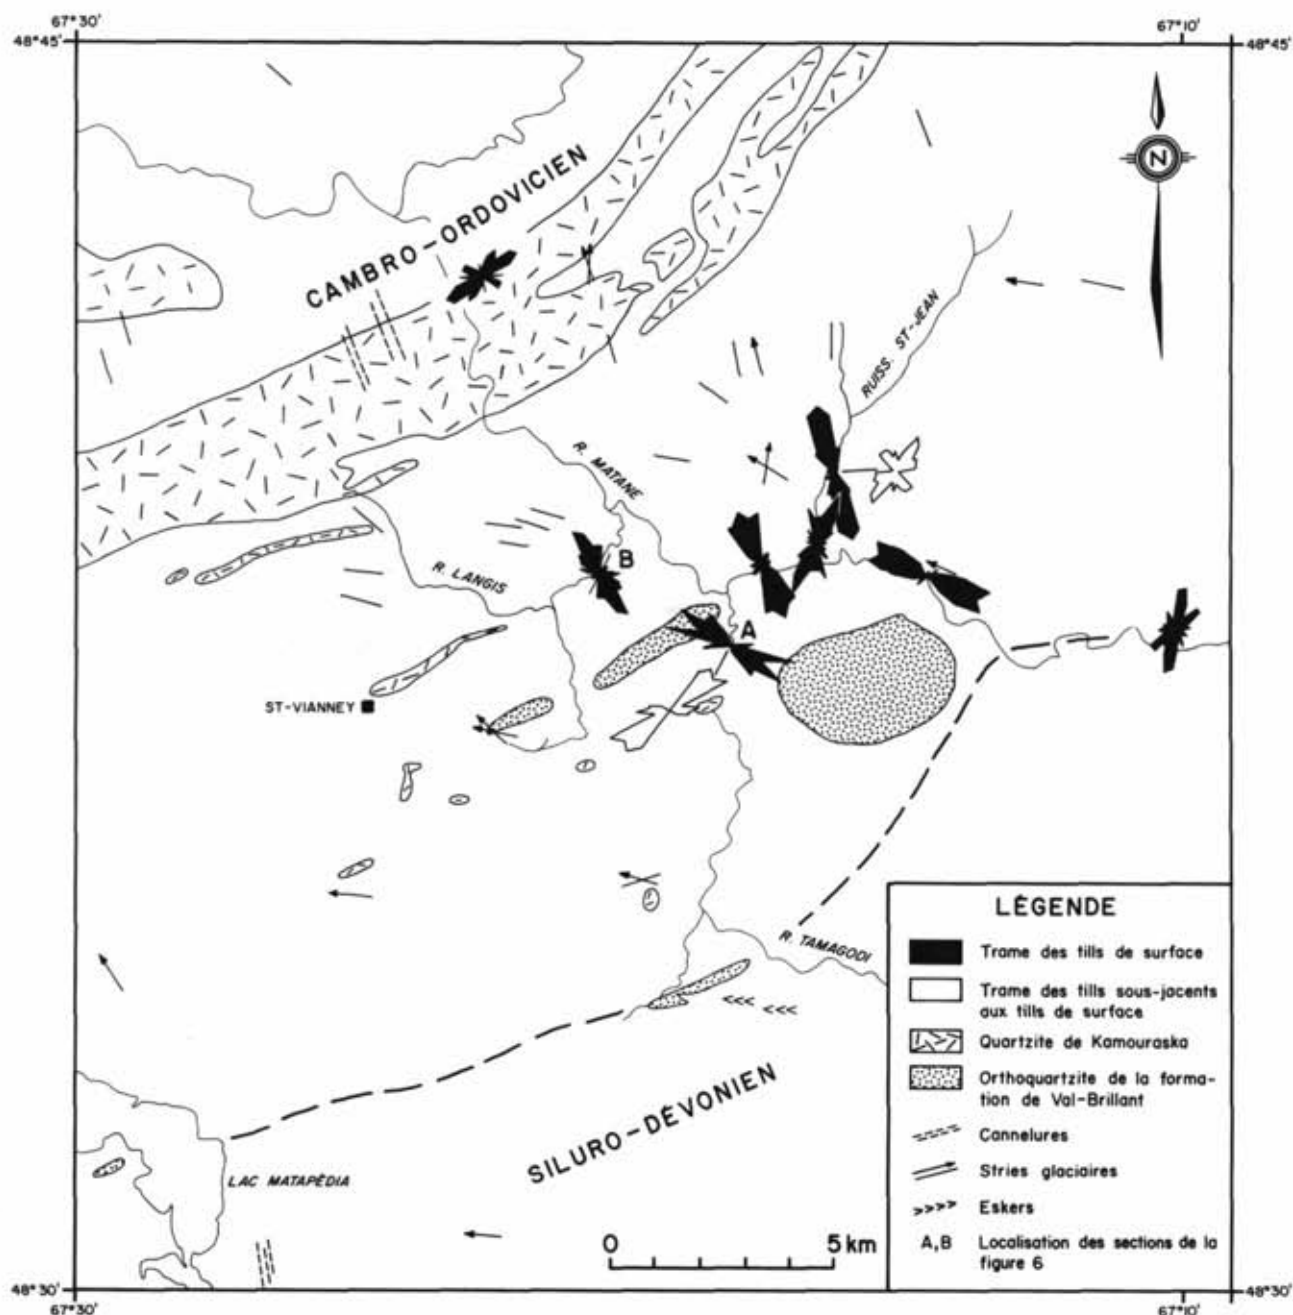 67°30'
67°10'
48°45'
48°45'
N
CAMBRO-ORDOVICIEN
RUISS. ST-JEAN
R. MATANE
B
R. LANGIS
A
ST-VIANNEY
R. TAMAGODI
SILURO-DÉVONIEN
LAC MATAPÉDIA
0 5 km
LÉGENDE
Trame des tills de surface
Trame des tills sous-jacents
aux tills de surface
Quartzite de Kamouraska
Orthoquartzite de la forma-
tion de Val-Brillant
Cannelures
Stries glaciaires
Eskers
A,B Localisation des sections de la
figure 6
48°30'
48°30'
67°30'
67°10'